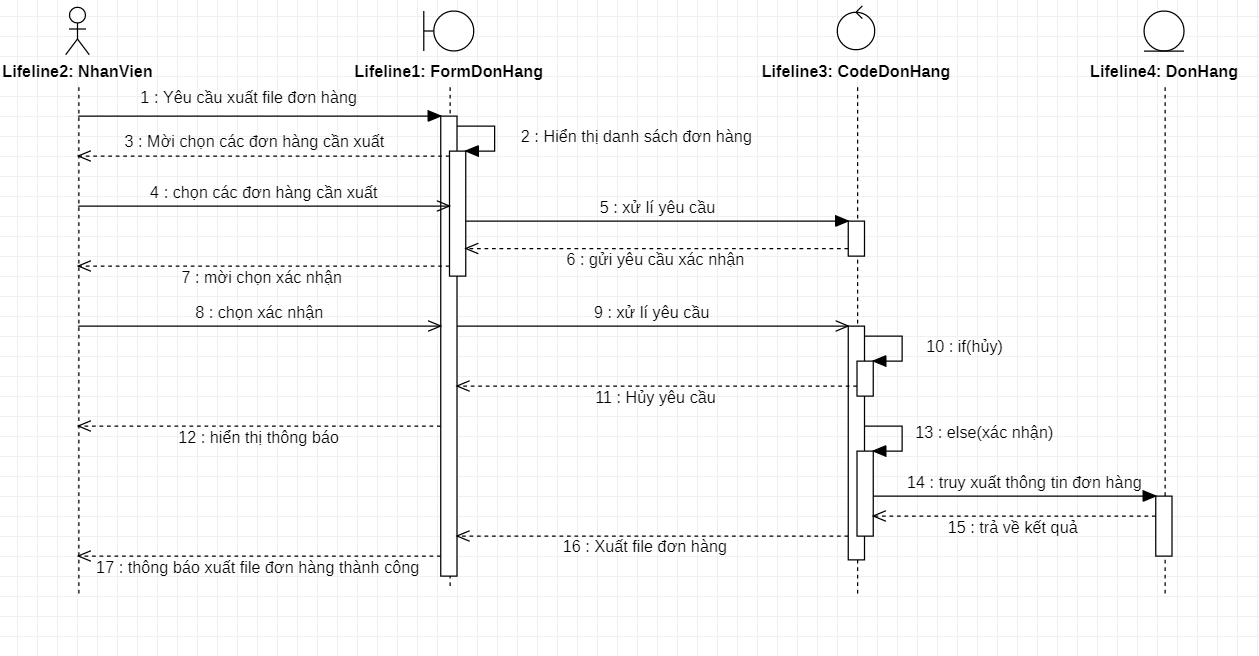 Lifeline2: NhanVien
Lifeline1: FormDonHang
Lifeline3: CodeDonHang
Lifeline4: DonHang
1 : Yêu cầu xuất file đơn hàng
2 : Hiển thị danh sách đơn hàng
3 : Mời chọn các đơn hàng cần xuất
4 : chọn các đơn hàng cần xuất
5 : xử lí yêu cầu
6 : gửi yêu cầu xác nhận
7 : mời chọn xác nhận
8 : chọn xác nhận
9 : xử lí yêu cầu
10 : if(hủy)
11 : Hủy yêu cầu
12 : hiển thị thông báo
13 : else(xác nhận)
14 : truy xuất thông tin đơn hàng
15 : trả về kết quả
16 : Xuất file đơn hàng
17 : thông báo xuất file đơn hàng thành công